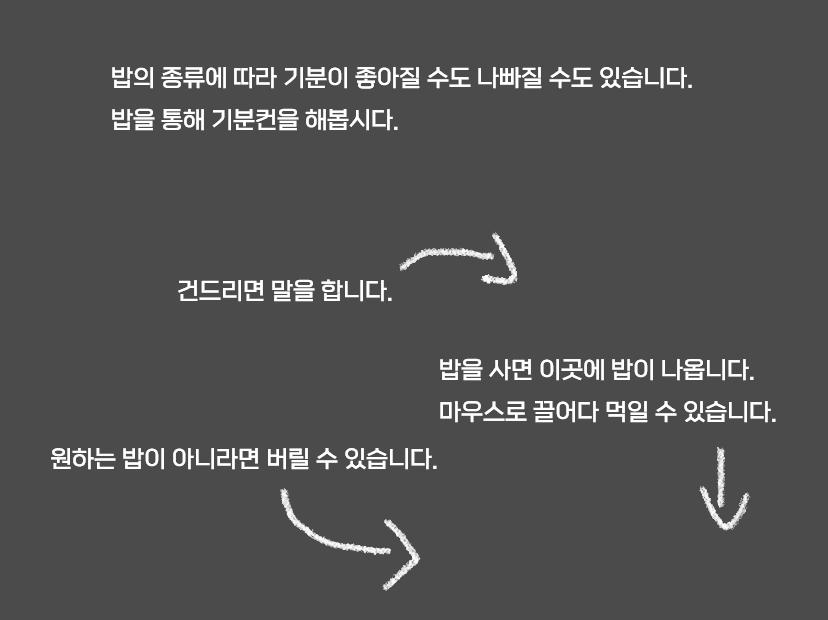 밥의 종류에 따라 기분이 좋아질 수도 나빠질 수도 있습니다.
밥을 통해 기분컨을 해봅시다.
건드리면 말을 합니다.
밥을 사면 이곳에 밥이 나옵니다.
마우스로 끌어다 먹일 수 있습니다.
원하는 밥이 아니라면 버릴 수 있습니다.